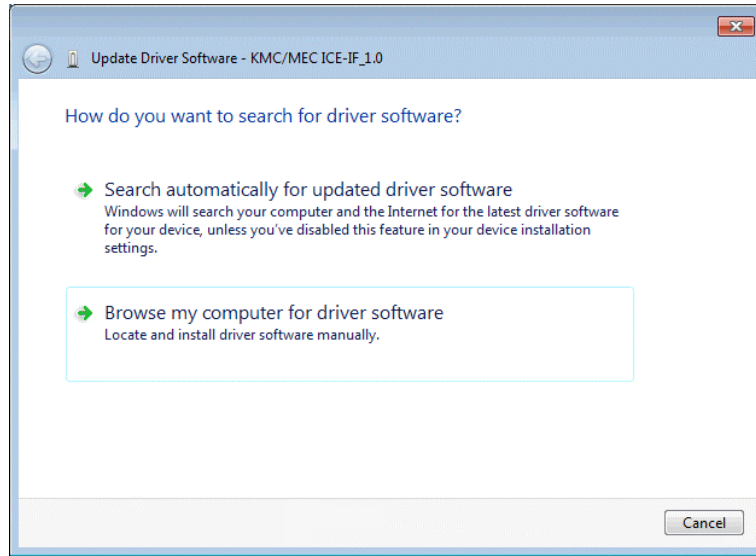 Update Driver Software - KMC/MEC ICE-IF_1.0
How do you want to search for driver software?
Search automatically for updated driver software
Windows will search your computer and the Internet for the latest driver software
for your device, unless you've disabled this feature in your device installation
settings.
Browse my computer for driver software
Locate and install driver software manually.
Cancel